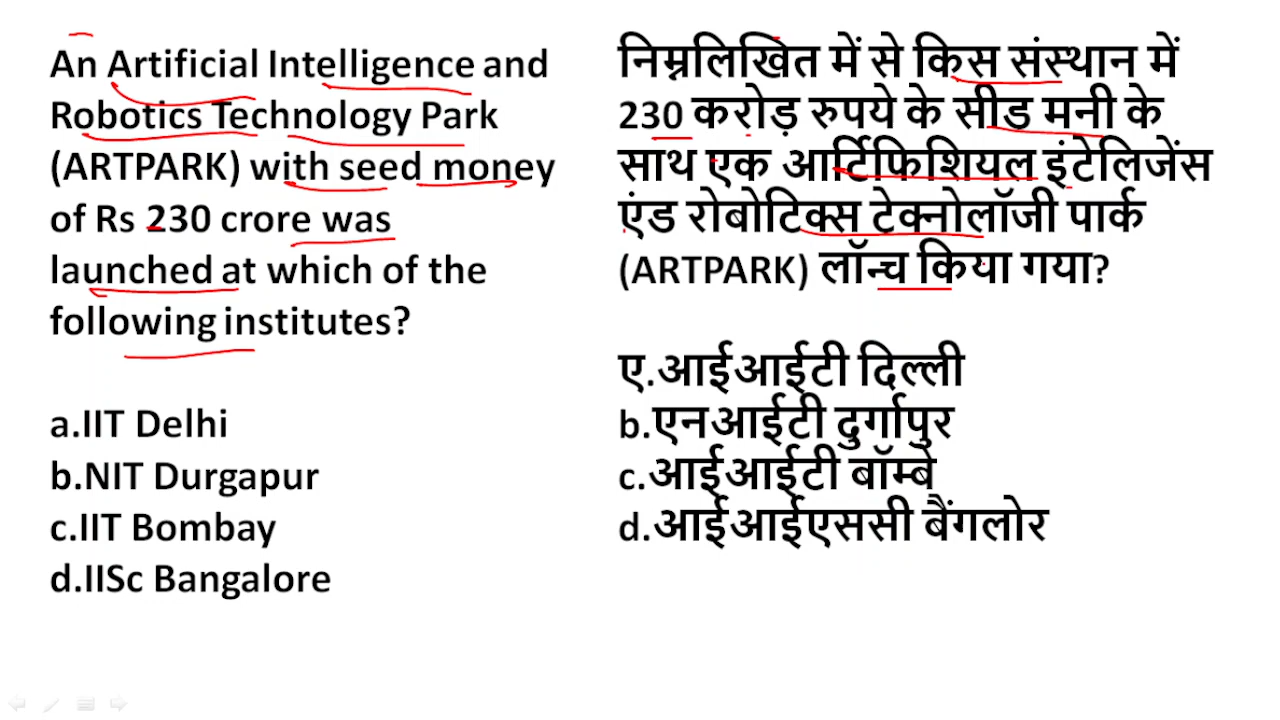 An Artificial Intelligence and
Robotics Technology Park
(ARTPARK) with seed money
of Rs 230 crore was
launched at which of the
following institutes?
a.IIT Delhi
b.NIT Durgapur
c.IIT Bombay
d.IISc Bangalore
निम्नलिखित में से किस संस्थान में
230 करोड़ रुपये के सीड मनी के
साथ एक आर्टिफिशियल इंटेलिजेंस
एंड रोबोटिक्स टेक्नोलॉजी पार्क
(ARTPARK) लॉन्च किया गया?
ए.आईआईटी दिल्ली
b.एनआईटी दुर्गापुर
c.आईआईटी बॉम्बे
d.आईआईएससी बैंगलोर